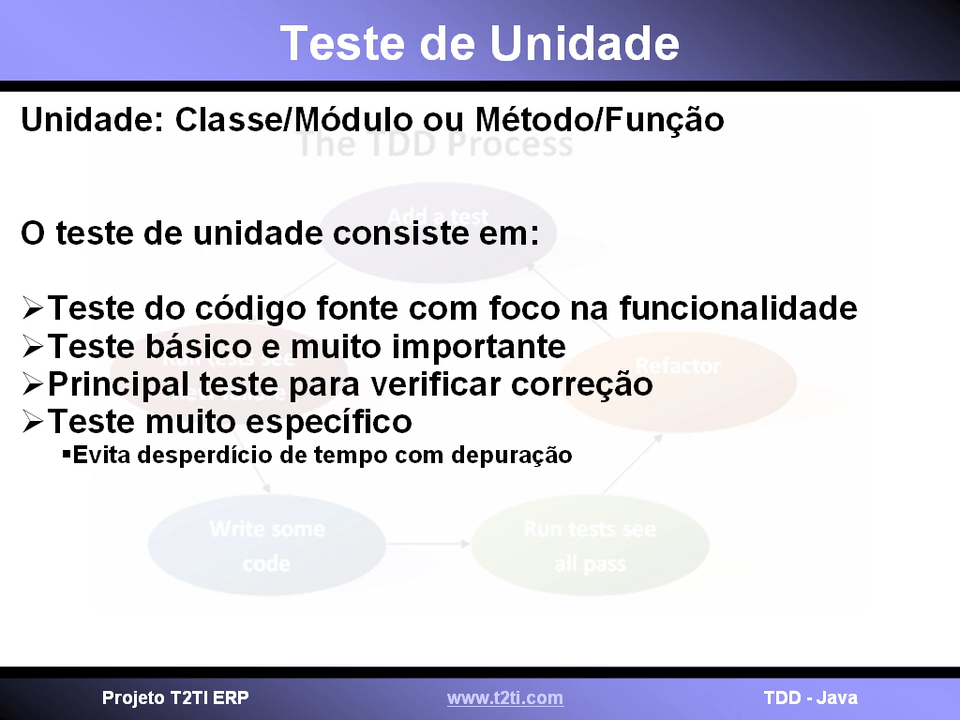 Teste de Unidade
Unidade: Classe/Módulo ou Método/Função
The TDD Process
Add a test
O teste de unidade consiste em:
➢Teste do código fonte com foco na funcionalidade
➢Teste básico e muito importante
Run tests see
Refactor
➢Principal teste para verificar correção
➢Teste muito específico
▪Evita desperdício de tempo com depuração
Write some
code
Run tests see
all pass
Projeto T2TI ERP
www.t2ti.com
TDD - Java